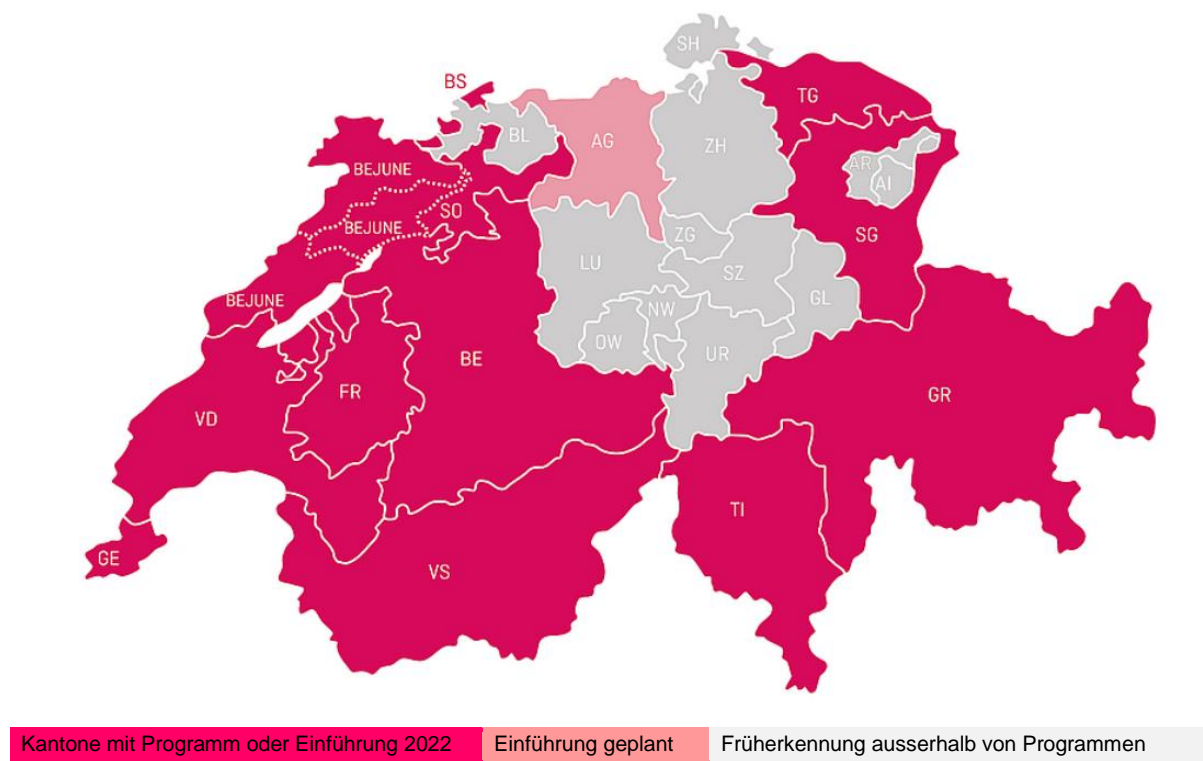 SH
BS
TG
BL
AG
ZH
BEJUNE
AR
AI
SO
BEJUNE
SG
ZG
LU
SZ
BEJUNE
NW
GL
OW
UR
BE
FR
GR
VD
TI
GE
VS
Kantone mit Programm oder Einführung 2022
Einführung geplant
Früherkennung ausserhalb von Programmen